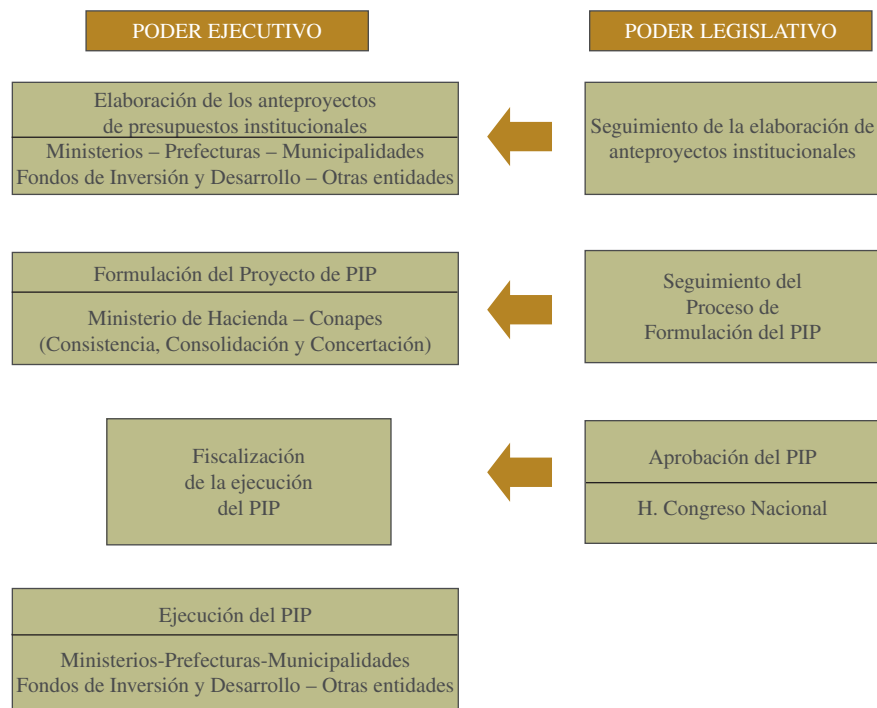 PODER EJECUTIVO
PODER LEGISLATIVO
Elaboración de los anteproyectos
de presupuestos institucionales
Ministerios – Prefecturas – Municipalidades
Fondos de Inversión y Desarrollo – Otras entidades
Seguimiento de la elaboración de
anteproyectos institucionales
Formulación del Proyecto de PIP
Ministerio de Hacienda – Conapes
(Consistencia, Consolidación y Concertación)
Seguimiento del
Proceso de
Formulación del PIP
Fiscalización
de la ejecución
del PIP
Aprobación del PIP
H. Congreso Nacional
Ejecución del PIP
Ministerios-Prefecturas-Municipalidades
Fondos de Inversión y Desarrollo – Otras entidades